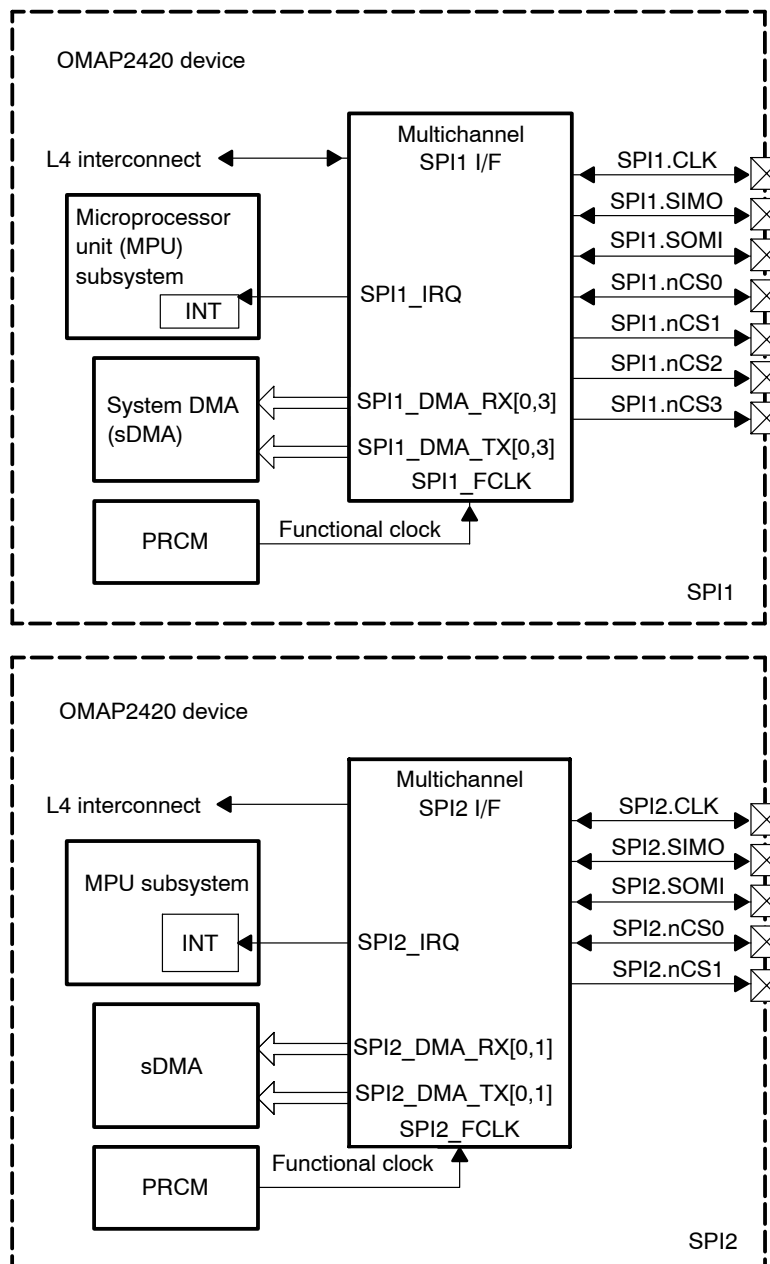 OMAP2420 device
Multichannel
SPI1 I/F
L4 interconnect
SPI1.CLK
SPI1.SIMO
SPI1.SOMI
SPI1.nCS0
SPI1.nCS1
SPI1.nCS2
SPI1.nCS3
Microprocessor
unit (MPU)
subsystem
INT
SPI1_IRQ
System DMA
(sDMA)
SPI1_DMA_RX[0,3]
SPI1_DMA_TX[0,3]
SPI1_FCLK
PRCM
Functional clock
SPI1
OMAP2420 device
Multichannel
SPI2 I/F
L4 interconnect
SPI2.CLK
SPI2.SIMO
SPI2.SOMI
SPI2.nCS0
SPI2.nCS1
MPU subsystem
INT
SPI2_IRQ
sDMA
SPI2_DMA_RX[0,1]
SPI2_DMA_TX[0,1]
SPI2_FCLK
PRCM
Functional clock
SPI2